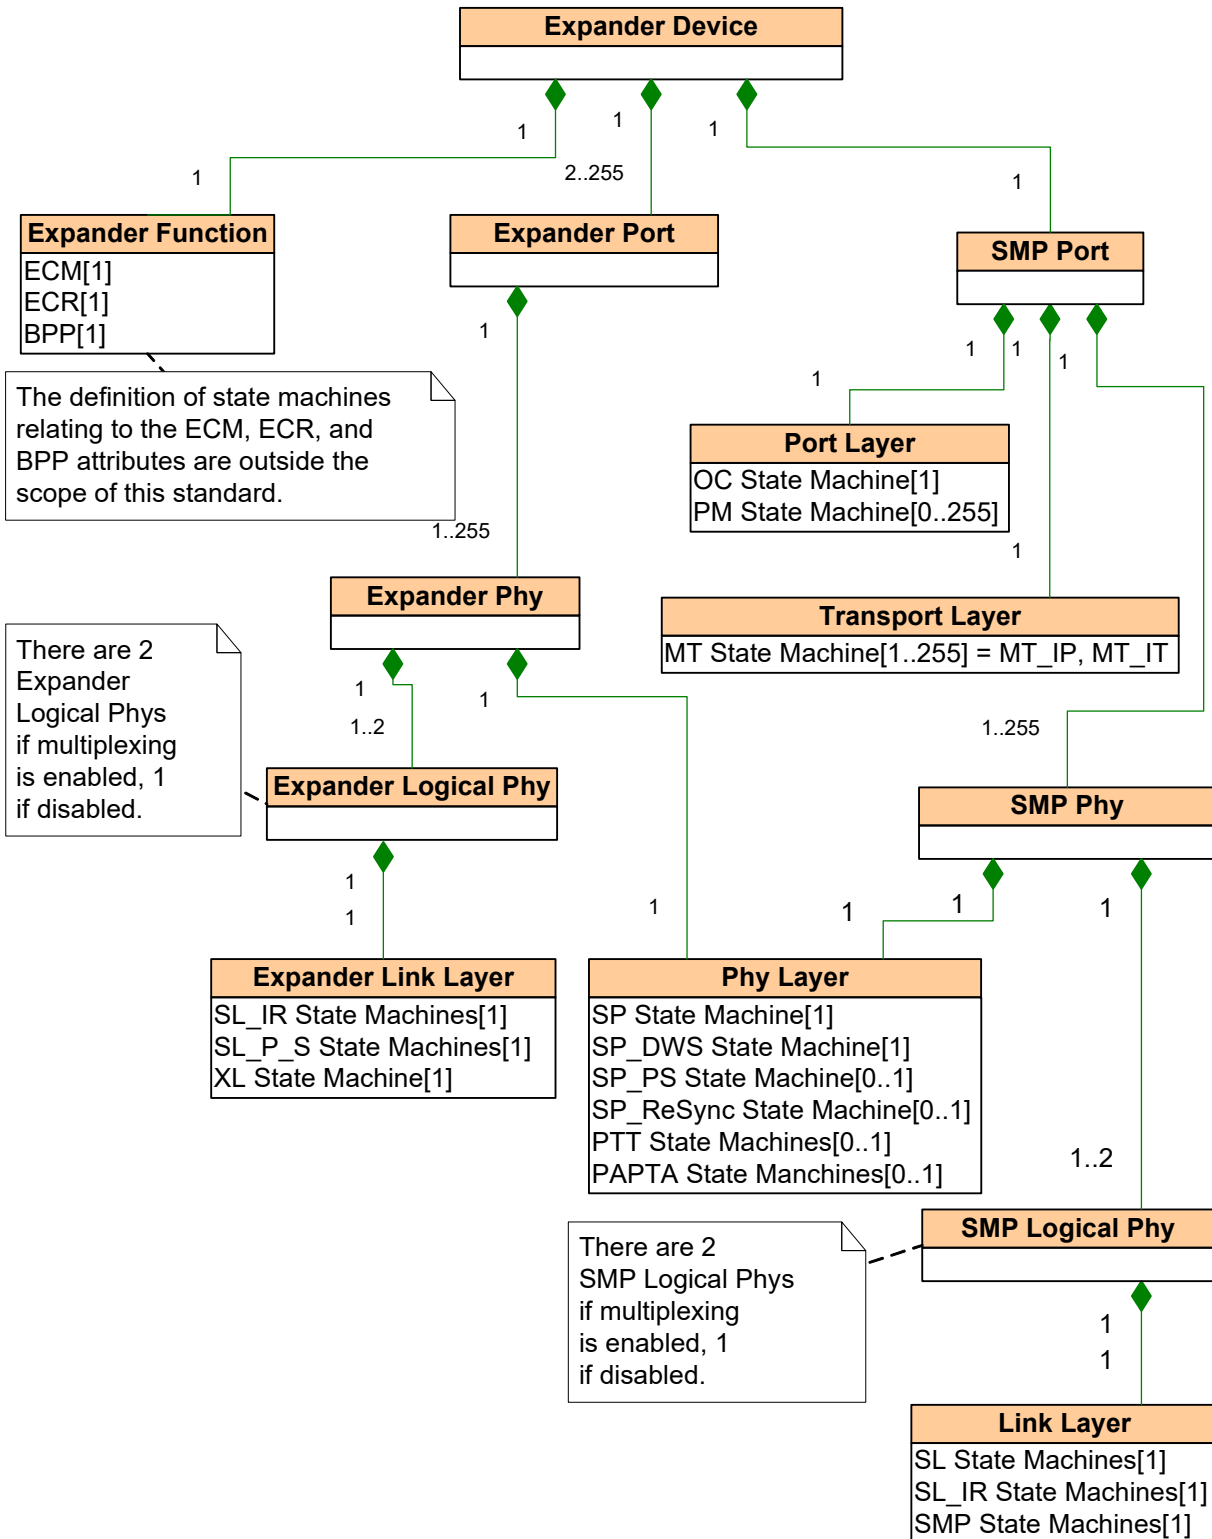 Expander Device
1
1
1
1
2..255
1
Expander Function
ECM[1]
ECR[1]
BPP[1]
Expander Port
SMP Port
1
1
1
1
1
The definition of state machines
relating to the ECM, ECR, and
BPP attributes are outside the
scope of this standard.
Port Layer
OC State Machine[1]
PM State Machine[0..255]
1..255
1
Expander Phy
Transport Layer
MT State Machine[1..255] = MT_IP, MT_IT
There are 2
Expander
Logical Phys
if multiplexing
is enabled, 1
if disabled.
1
1
1..2
1..255
Expander Logical Phy
SMP Phy
1
1
1
1
1
1
Expander Link Layer
SL_IR State Machines[1]
SL_P_S State Machines[1]
XL State Machine[1]
Phy Layer
SP State Machine[1]
SP_DWS State Machine[1]
SP_PS State Machine[0..1]
SP_ReSync State Machine[0..1]
PTT State Machines[0..1]
PAPTA State Manchines[0..1]
1..2
SMP Logical Phy
There are 2
SMP Logical Phys
if multiplexing
is enabled, 1
if disabled.
1
1
Link Layer
SL State Machines[1]
SL_IR State Machines[1]
SMP State Machines[1]